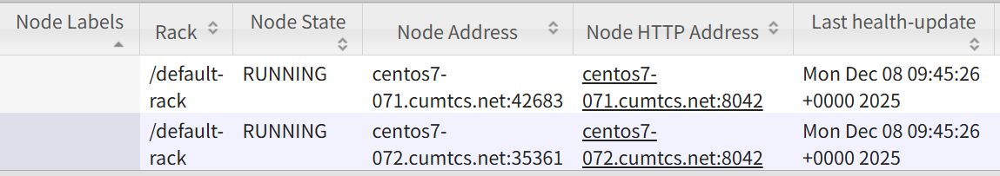 Node Labels Rack Node State Node Address Node HTTP Address Last health-update
/default- RUNNING centos7- centos7- Mon Dec 08 09:45:26
rack 071.cumtcs.net:42683 071.cumtcs.net:8042 +0000 2025
/default- RUNNING centos7- centos7- Mon Dec 08 09:45:26
rack 072.cumtcs.net:35361 072.cumtcs.net:8042 +0000 2025